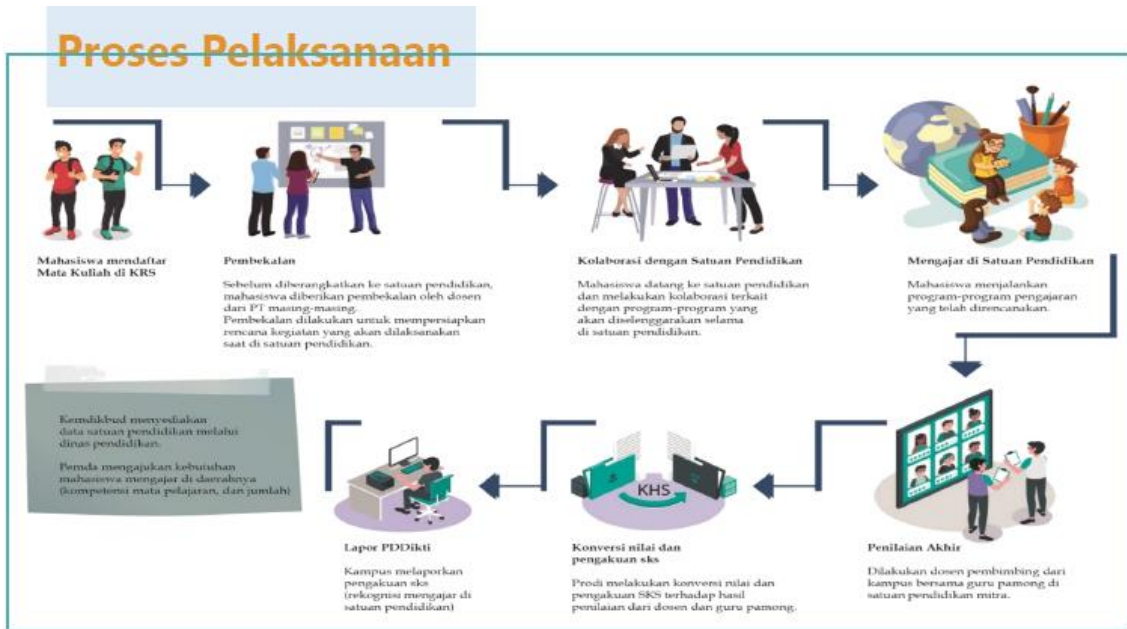 Proses Pelaksanaan
Mahasiswa mendaftar
Mata Kuliah di KRS
Pembekalan
Sebelum diberangkatkan ke satuan pendidikan,
mahasiswa diberikan pembekalan oleh dosen
dari PT masing-masing.
Pembekalan dilakukan untuk mempersiapkan
rencana kegiatan yang akan dilaksanakan
saat di satuan pendidikan.
Kolaborasi dengan Satuan Pendidikan
Mahasiswa datang ke satuan pendidikan
dan melakukan kolaborasi terkait
dengan program-program yang
akan diselenggarakan selama
di satuan pendidikan.
Mengajar di Satuan Pendidikan
Mahasiswa menjalankan
program-program pengajaran
yang telah direncanakan.
Penilaian Akhir
Dilakukan dosen pembimbing dari
kampus bersama guru pamong di
satuan pendidikan mitra.
KHS
Konversi nilai dan
pengakuan sks
Prodi melakukan konversi nilai dan
pengakuan SKS terhadap hasil
penilaian dari dosen dan guru pamong.
Lapor PDDikti
Kampus melaporkan
pengakuan sks
(rekognisi mengajar di
satuan pendidikan)
Kemdikbud menyediakan
data satuan pendidikan melalui
dinas pendidikan.
Pemda mengajukan kebutuhan
mahasiswa mengajar di daerahnya
(kompetensi mata pelajaran, dan jumlah)